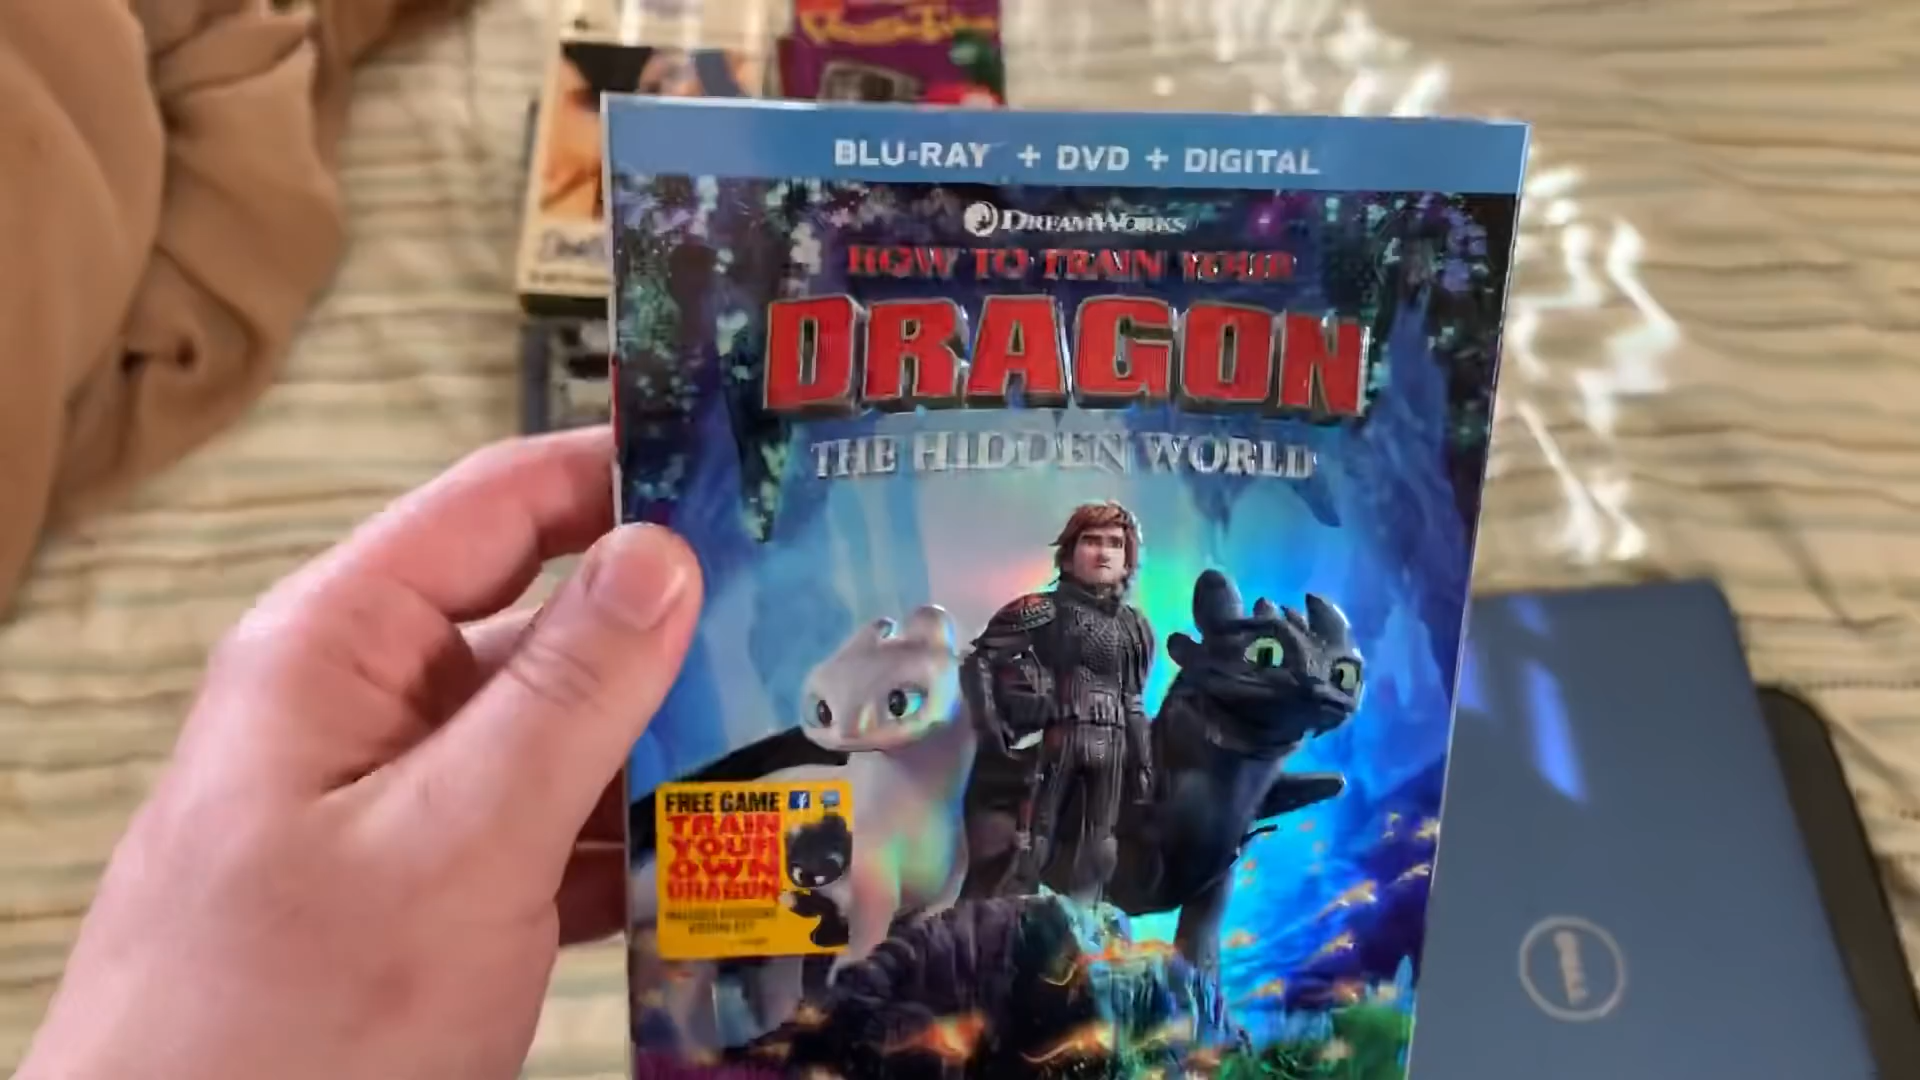 BLU-RAY + DVD + DIGITAL
DREAMWORKS
HOW TO TRAIN YOUR
DRAGON
THE HIDDEN WORLD
FREE GAME
TRAIN
YOUR
OWN
DRAGON
DELL